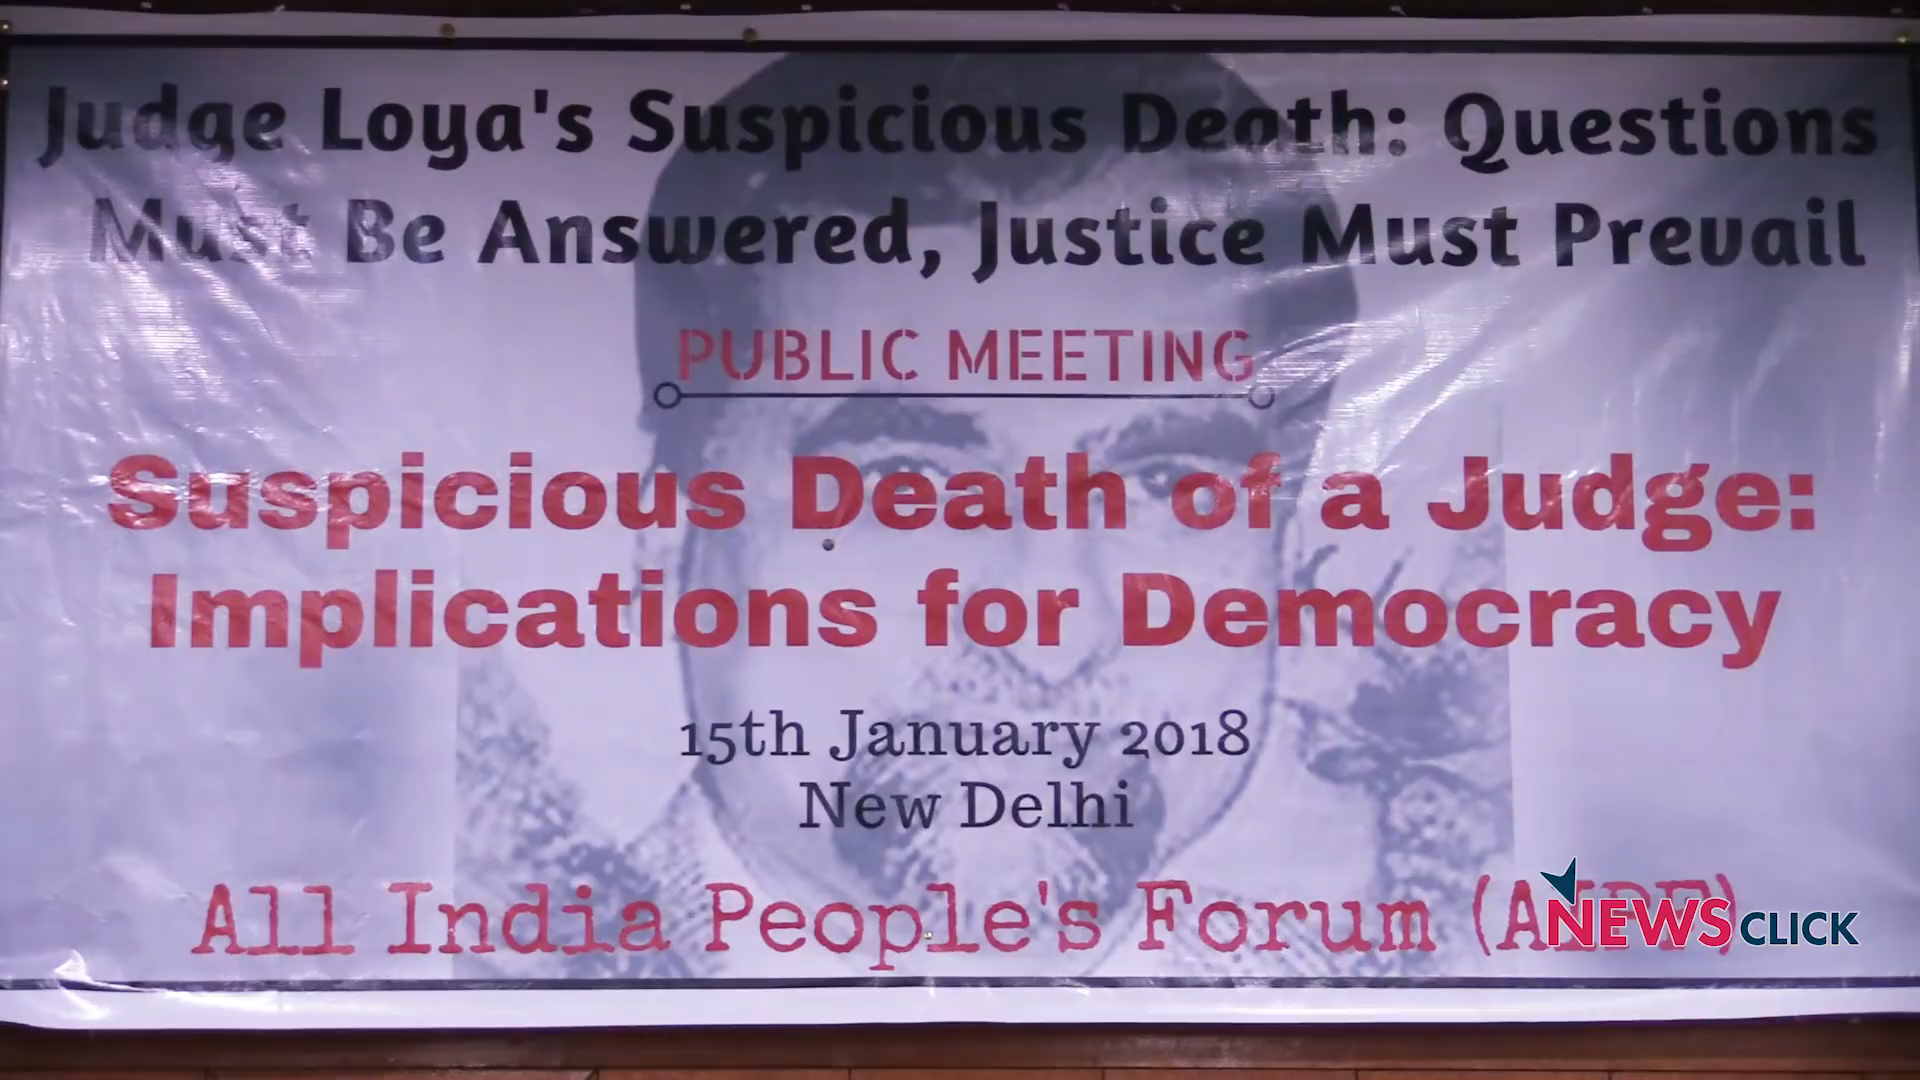 Judge Loya's Suspicious Death: Questions
Must Be Answered, Justice Must Prevail
PUBLIC MEETING
Suspicious Death of a Judge:
Implications for Democracy
15th January 2018
New Delhi
All India People's Forum
NEWSCLICK